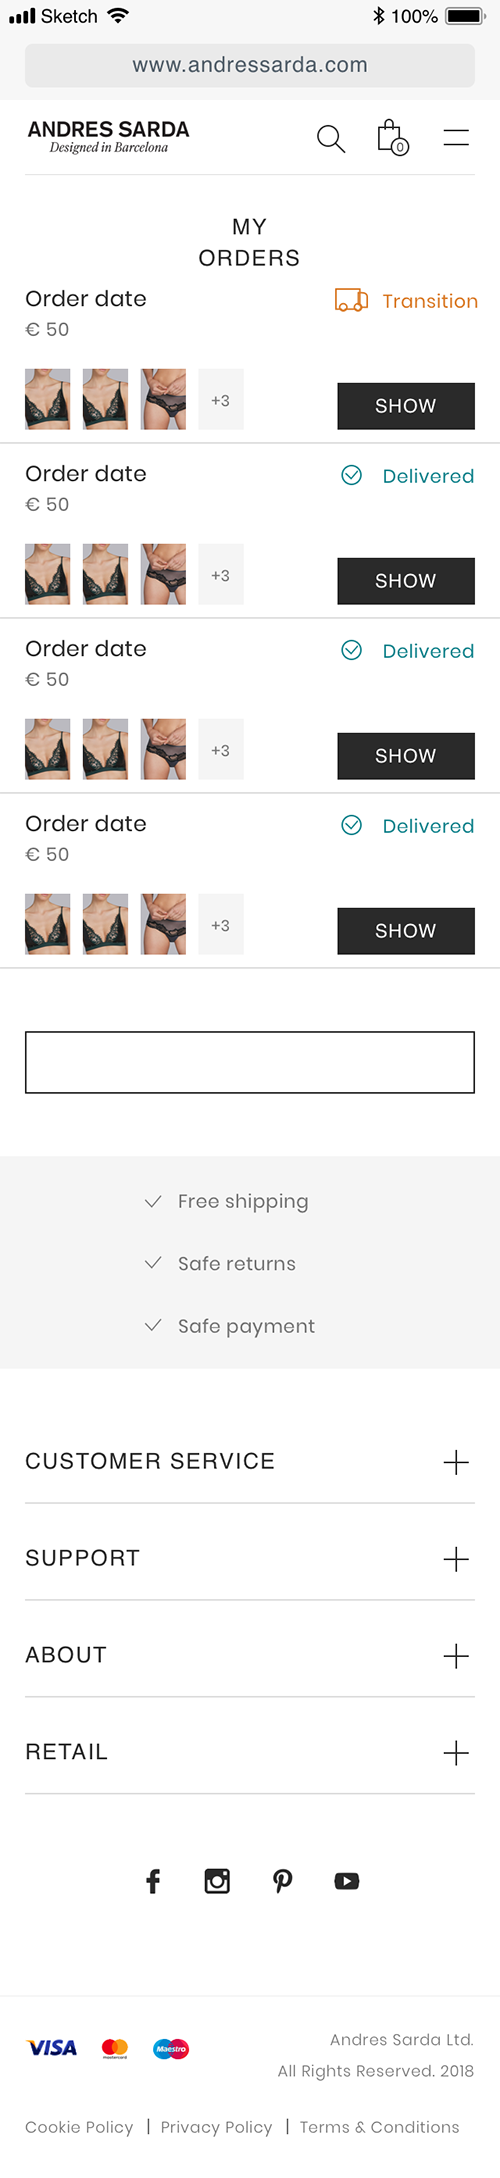 Sketch 100%
www.andressarda.com
ANDRES SARDA
Designed in Barcelona
0
MY
ORDERS
Order date Transition
€ 50
+3 SHOW
Order date Delivered
€ 50
+3 SHOW
Order date Delivered
€ 50
+3 SHOW
Order date Delivered
€ 50
+3 SHOW
Free shipping
Safe returns
Safe payment
CUSTOMER SERVICE
SUPPORT
ABOUT
RETAIL
VISA mastercard Maestro Andres Sarda Ltd.
All Rights Reserved. 2018
Cookie Policy | Privacy Policy | Terms & Conditions